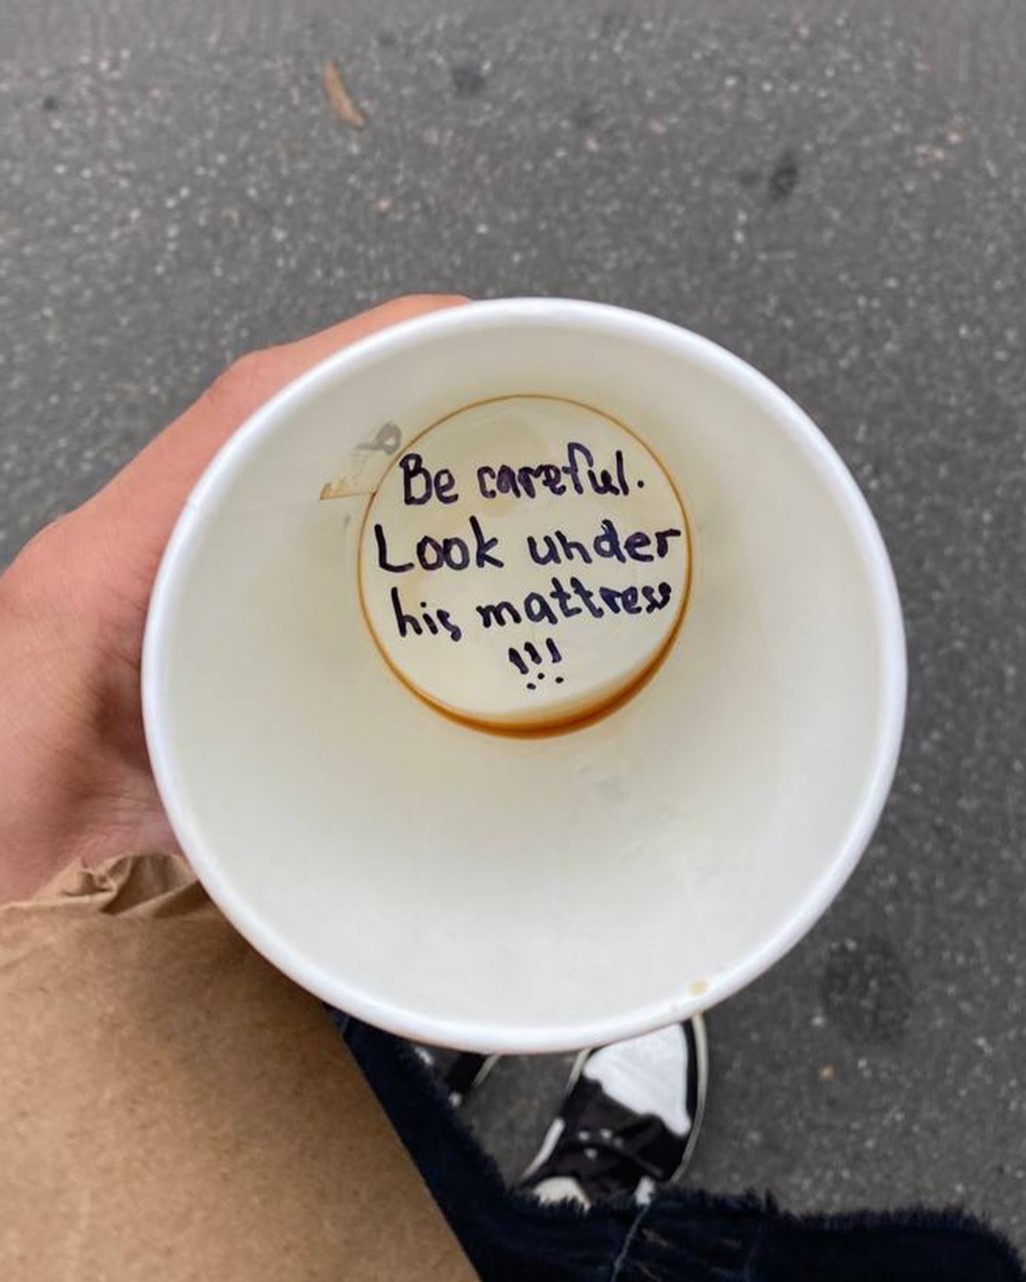 Be careful.
Look under
his mattress
!!!